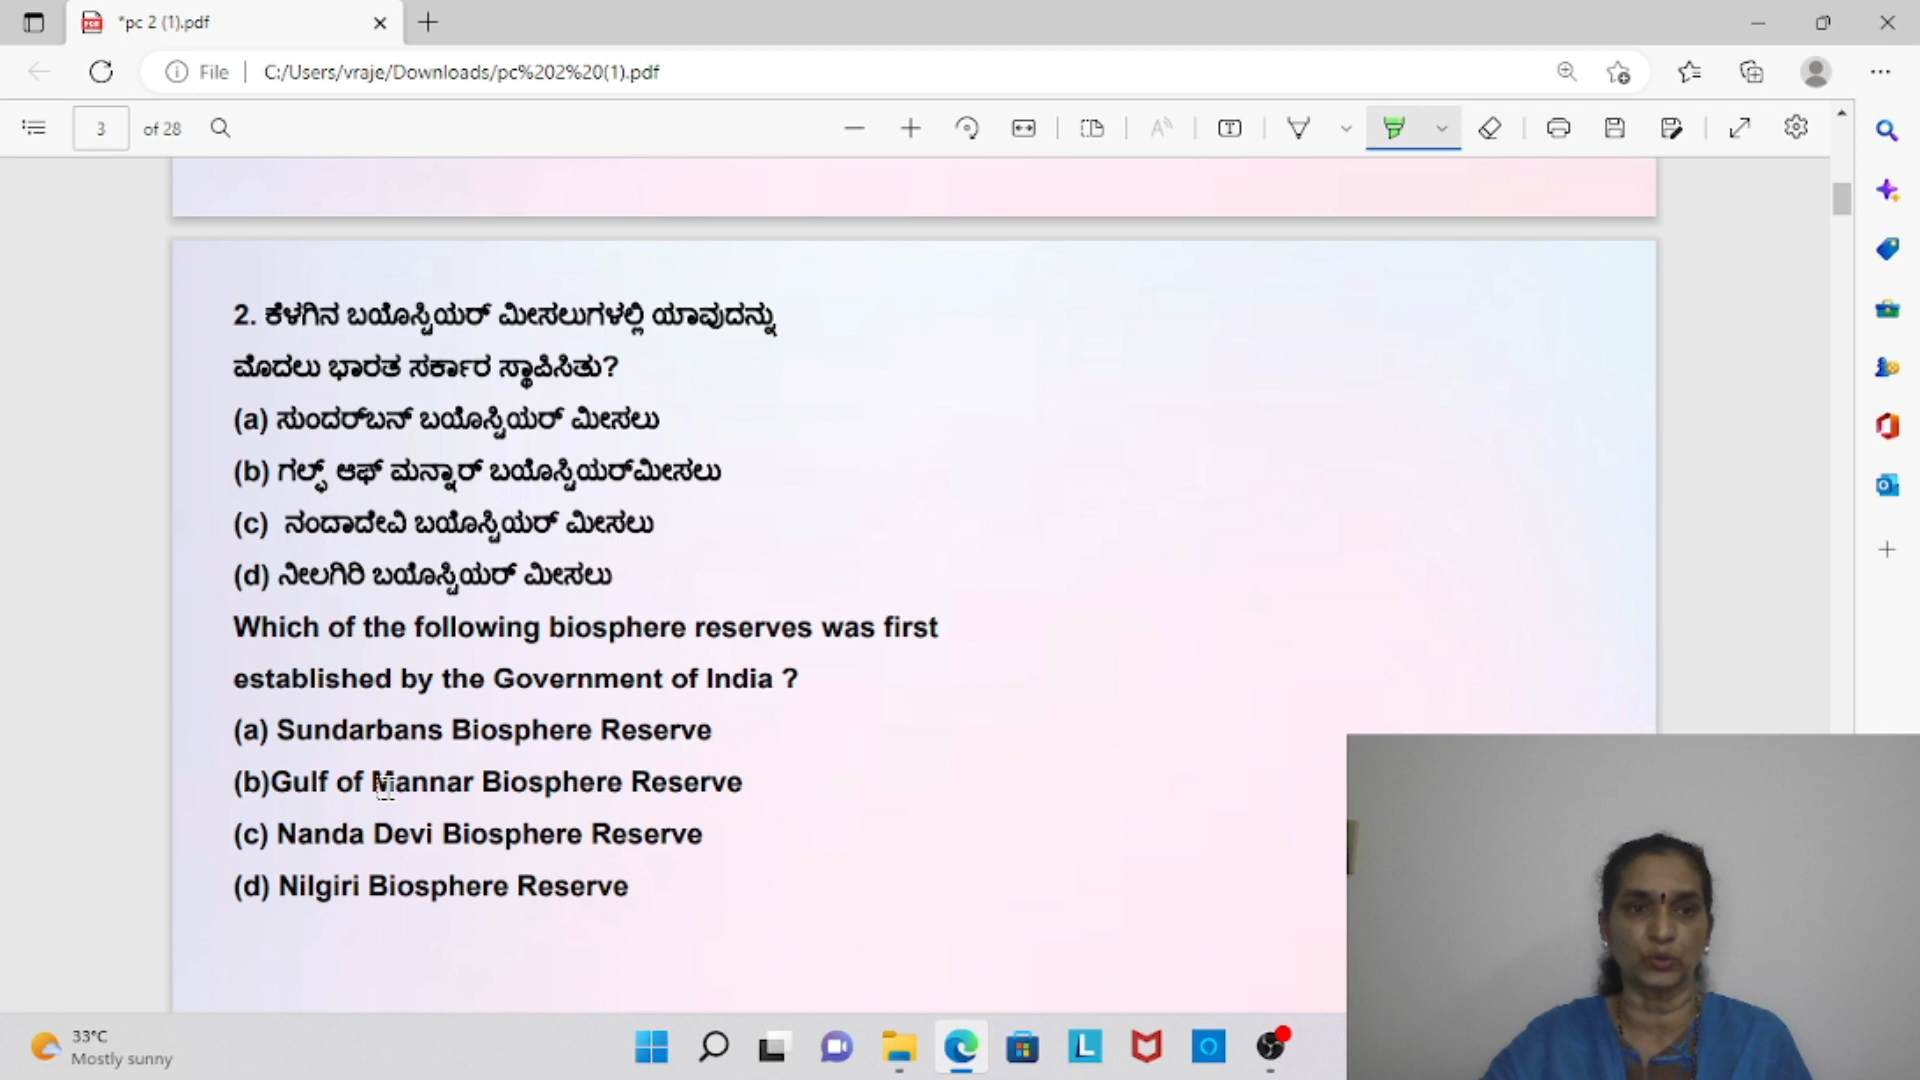 *pc 2 (1).pdf
File
C:/Users/vraje/Downloads/pc%202%20(1).pdf
3 of 28
2. ಕೆಳಗಿನ ಬಯೋಸ್ಪಿಯರ್ ಮೀಸಲುಗಳಲ್ಲಿ ಯಾವುದನ್ನು
ಮೊದಲು ಭಾರತ ಸರ್ಕಾರ ಸ್ಥಾಪಿಸಿತು?
(a) ಸುಂದರ್‌ಬನ್ ಬಯೋಸ್ಪಿಯರ್ ಮೀಸಲು
(b) ಗಲ್ಫ್ ಆಫ್ ಮನ್ನಾರ್ ಬಯೋಸ್ಪಿಯರ್‌ಮೀಸಲು
(c) ನಂದಾದೇವಿ ಬಯೋಸ್ಪಿಯರ್ ಮೀಸಲು
(d) ನೀಲಗಿರಿ ಬಯೋಸ್ಪಿಯರ್ ಮೀಸಲು
Which of the following biosphere reserves was first
established by the Government of India ?
(a) Sundarbans Biosphere Reserve
(b)Gulf of Mannar Biosphere Reserve
(c) Nanda Devi Biosphere Reserve
(d) Nilgiri Biosphere Reserve
33°C
Mostly sunny